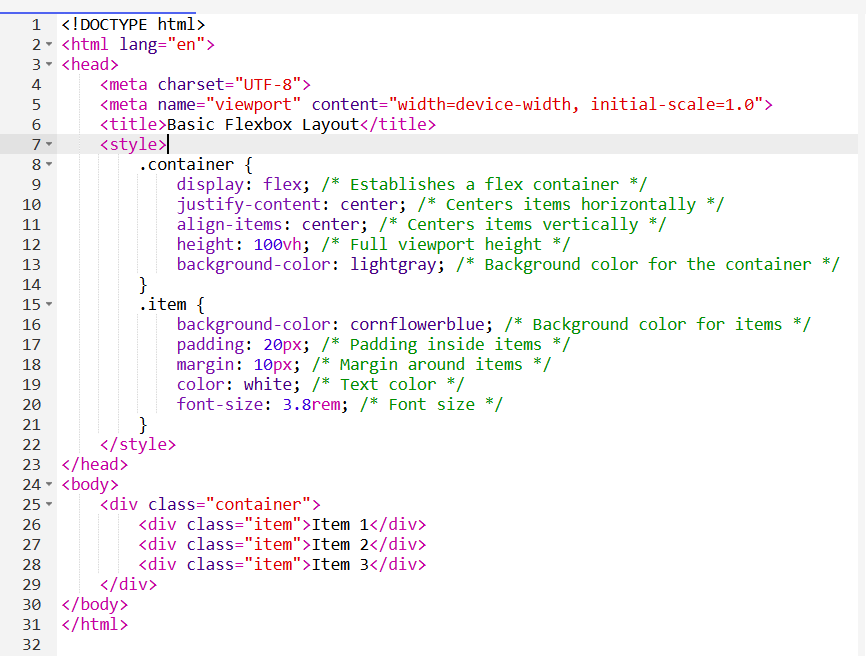 1 <!DOCTYPE html>
2 <html lang="en">
3 <head>
4     <meta charset="UTF-8">
5     <meta name="viewport" content="width=device-width, initial-scale=1.0">
6     <title>Basic Flexbox Layout</title>
7     <style>
8         .container {
9             display: flex; /* Establishes a flex container */
10             justify-content: center; /* Centers items horizontally */
11             align-items: center; /* Centers items vertically */
12             height: 100vh; /* Full viewport height */
13             background-color: lightgray; /* Background color for the container */
14         }
15         .item {
16             background-color: cornflowerblue; /* Background color for items */
17             padding: 20px; /* Padding inside items */
18             margin: 10px; /* Margin around items */
19             color: white; /* Text color */
20             font-size: 3.8rem; /* Font size */
21         }
22     </style>
23 </head>
24 <body>
25     <div class="container">
26         <div class="item">Item 1</div>
27         <div class="item">Item 2</div>
28         <div class="item">Item 3</div>
29     </div>
30 </body>
31 </html>
32